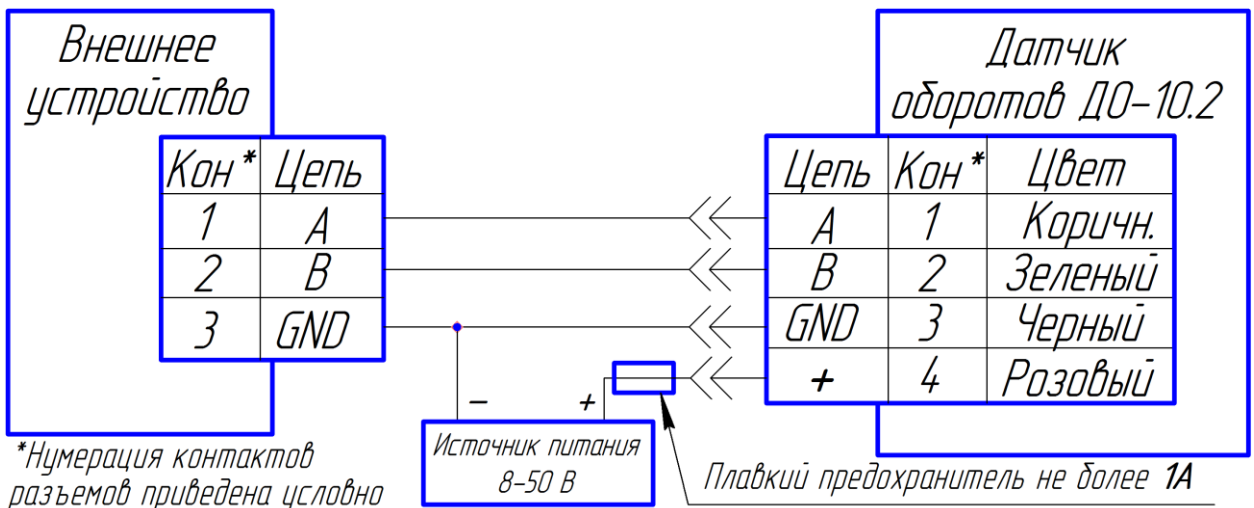 Внешнее
устройство
Кон* Цепь
1 A
2 B
3 GND
Датчик
оборотов ДО-10.2
Цепь Кон* Цвет
A 1 Коричн.
B 2 Зеленый
GND 3 Черный
+ 4 Розовый
– +
Источник питания
8-50 В
*Нумерация контактов
разъемов приведена условно
Плавкий предохранитель не более 1А